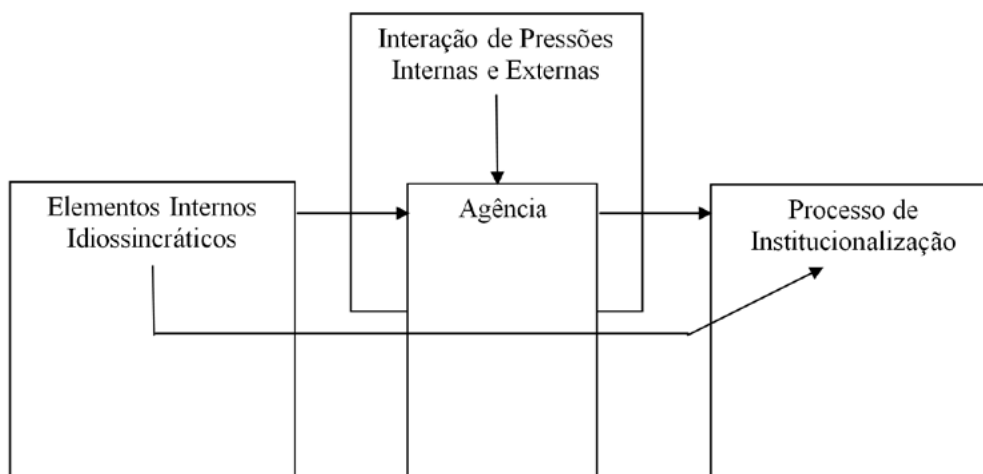 Interação de Pressões
Internas e Externas
Elementos Internos
Idiossincráticos
Agência
Processo de
Institucionalização